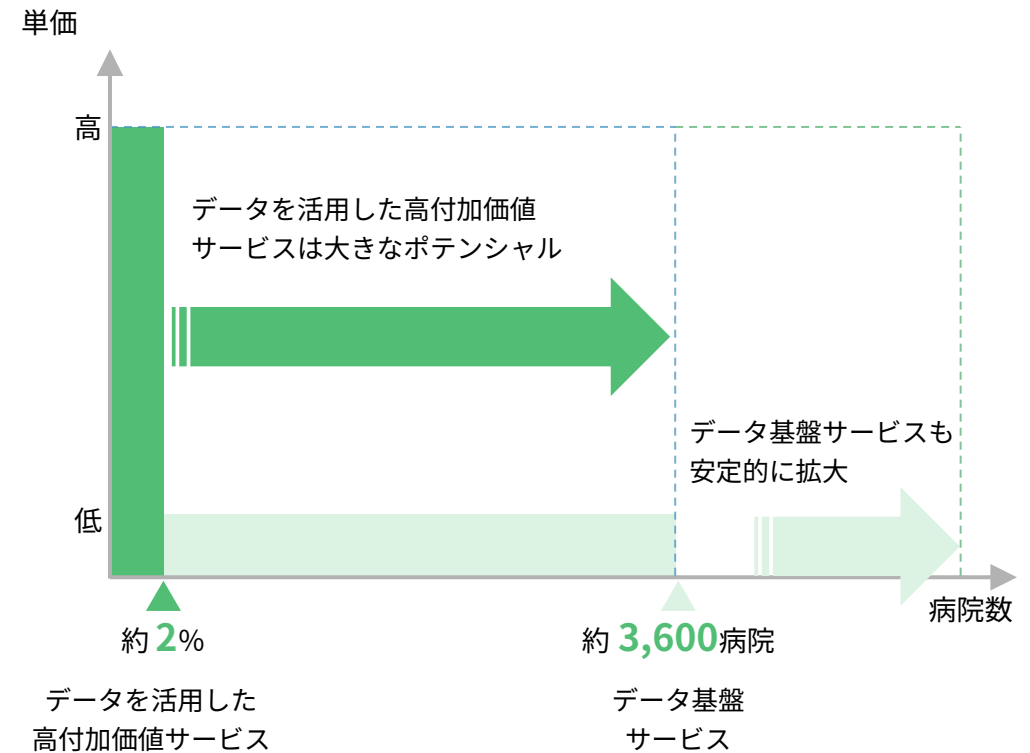 単価
高
データを活用した高付加価値
サービスは大きなポテンシャル
データ基盤サービスも
安定的に拡大
低
病院数
約 2%
約 3,600病院
データを活用した
高付加価値サービス
データ基盤
サービス